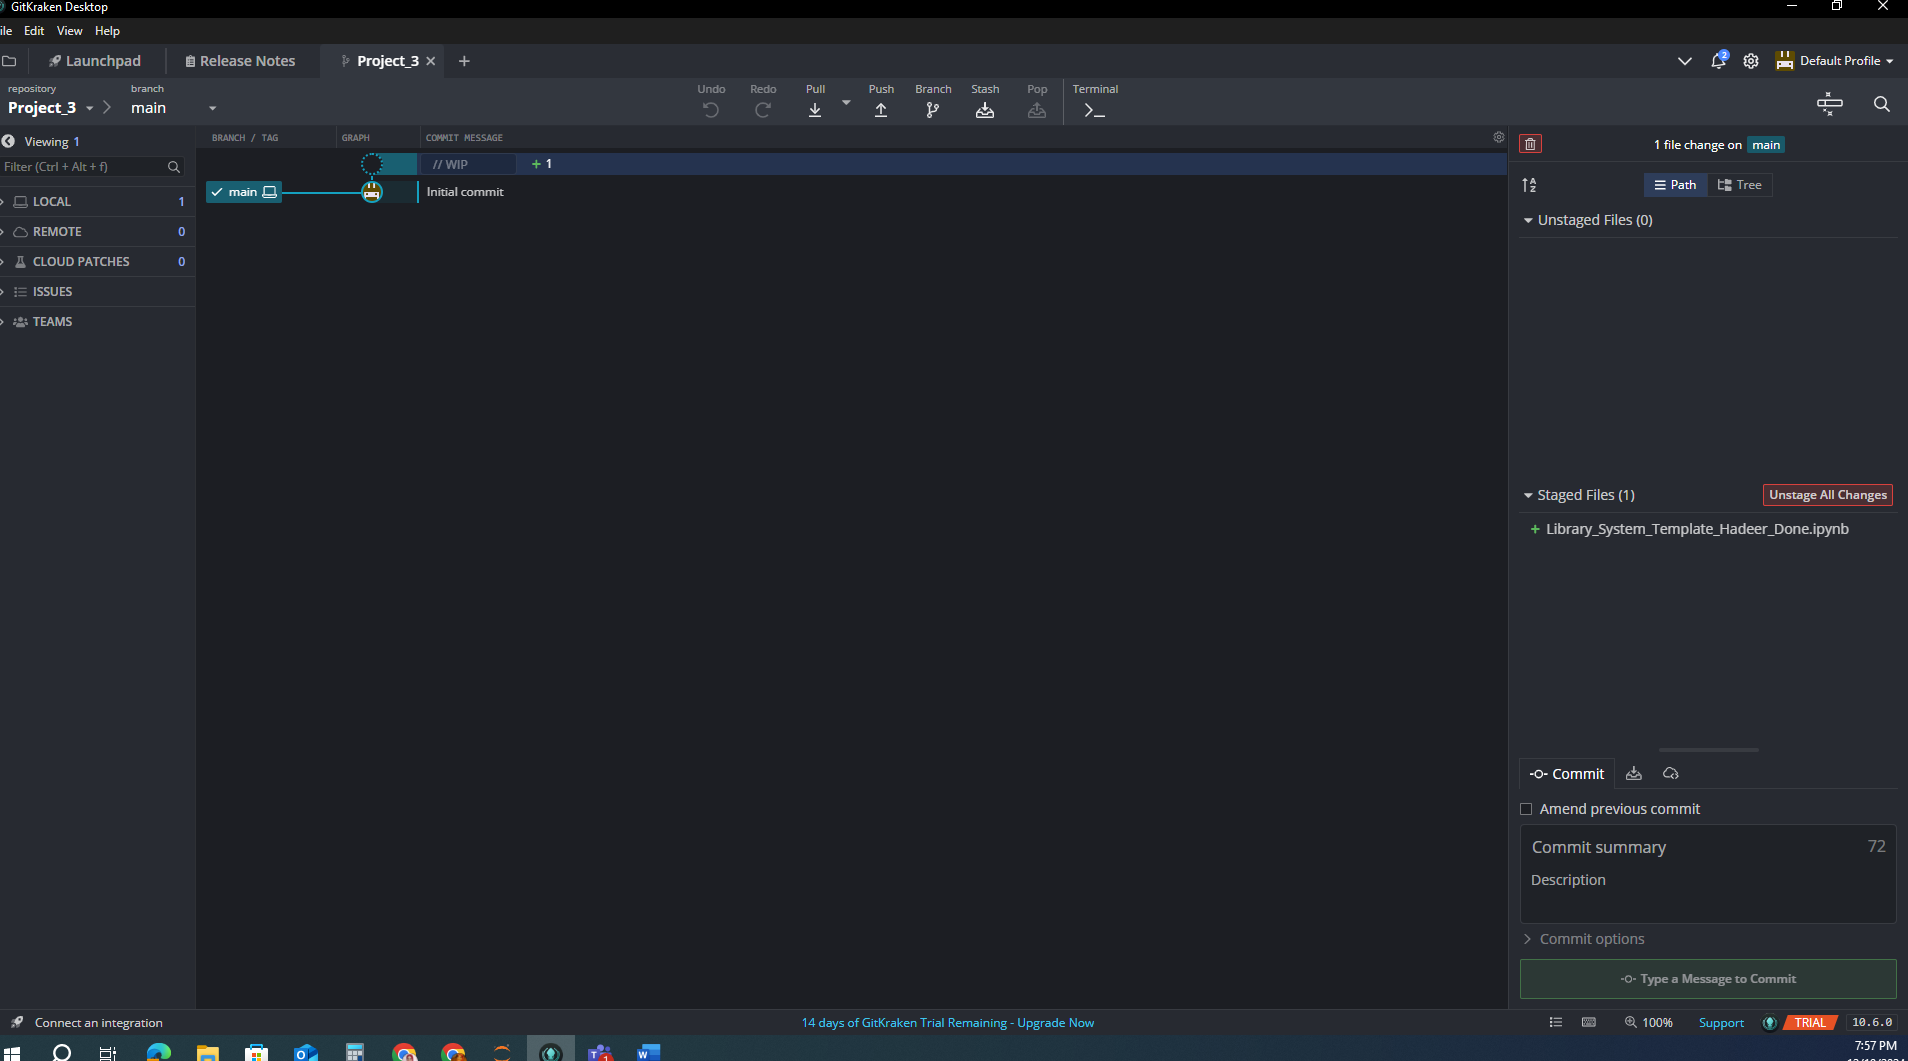 GitKraken Desktop
ile Edit View Help
Launchpad Release Notes Project_3 2 Default Profile
repository branch
Project_3 main
Undo Redo Pull Push Branch Stash Pop Terminal
Viewing 1
Filter (Ctrl + Alt + f)
LOCAL 1
REMOTE 0
CLOUD PATCHES 0
ISSUES
TEAMS
BRANCH / TAG GRAPH COMMIT MESSAGE
// WIP + 1
main Initial commit
1 file change on main
Path Tree
Unstaged Files (0)
Staged Files (1) Unstage All Changes
+ Library_System_Template_Hadeer_Done.ipynb
Commit
Amend previous commit
Commit summary 72
Description
Commit options
Type a Message to Commit
Connect an integration 14 days of GitKraken Trial Remaining - Upgrade Now 100% Support TRIAL 10.6.0
7:57 PM